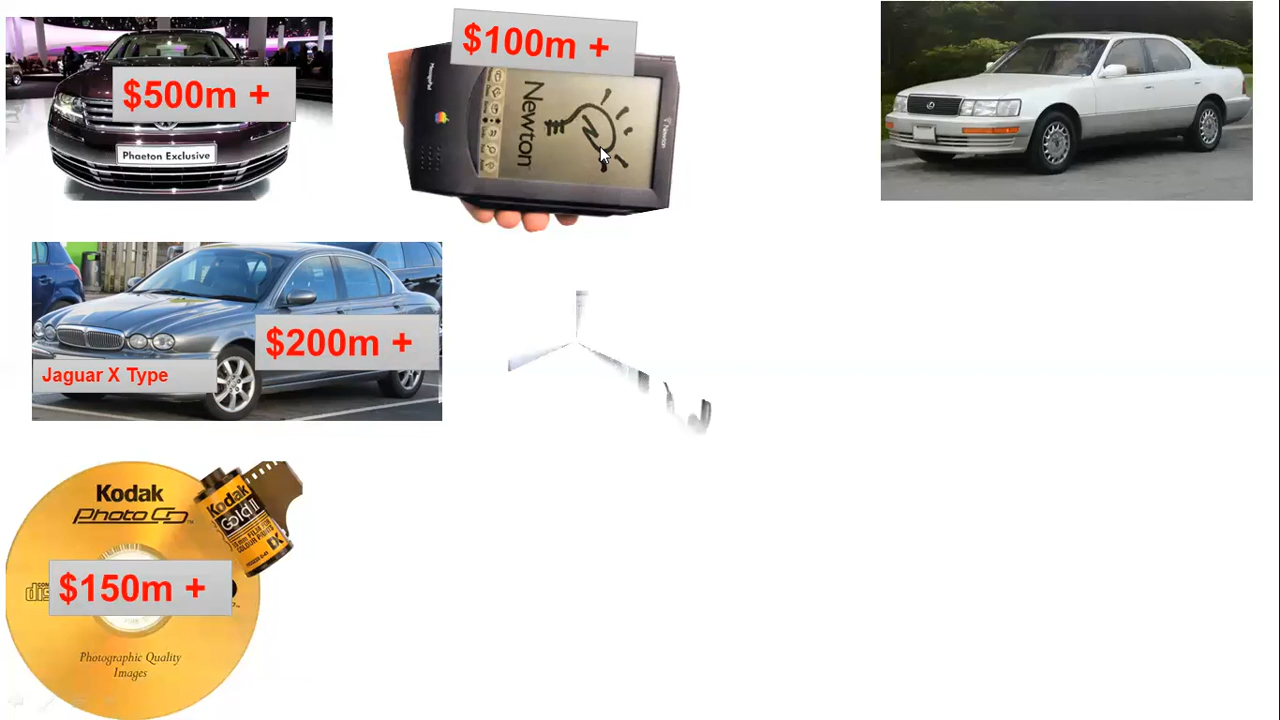 $500m +
Phaeton Exclusive
$100m +
Newton
$200m +
Jaguar X Type
Kodak
Photo CD
Kodak
Gold II
$150m +
Photographic Quality
Images